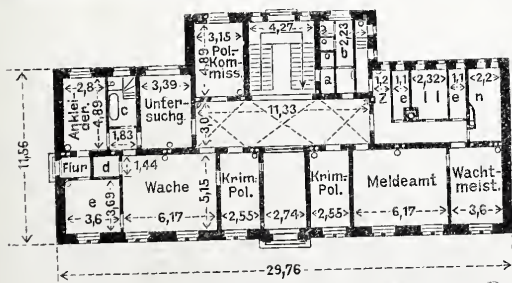 3,15
Pol-
Komm-
miss.
4,89
4,27
b
2,23
a
2,8
Anklei-
den.
4,89
c
1,83
3,39
Unter-
suchg.
3,0
11,33
1,2
1,1
2,32
1,1
2,2
Z e l l e n
11,56
Flur
d
1,44
e
3,69
3,6
Wache
6,17
5,15
Krim-
Pol.
2,55
2,74
Krim-
Pol.
2,55
Meldeamt
6,17
Wacht-
meist.
3,6
29,76